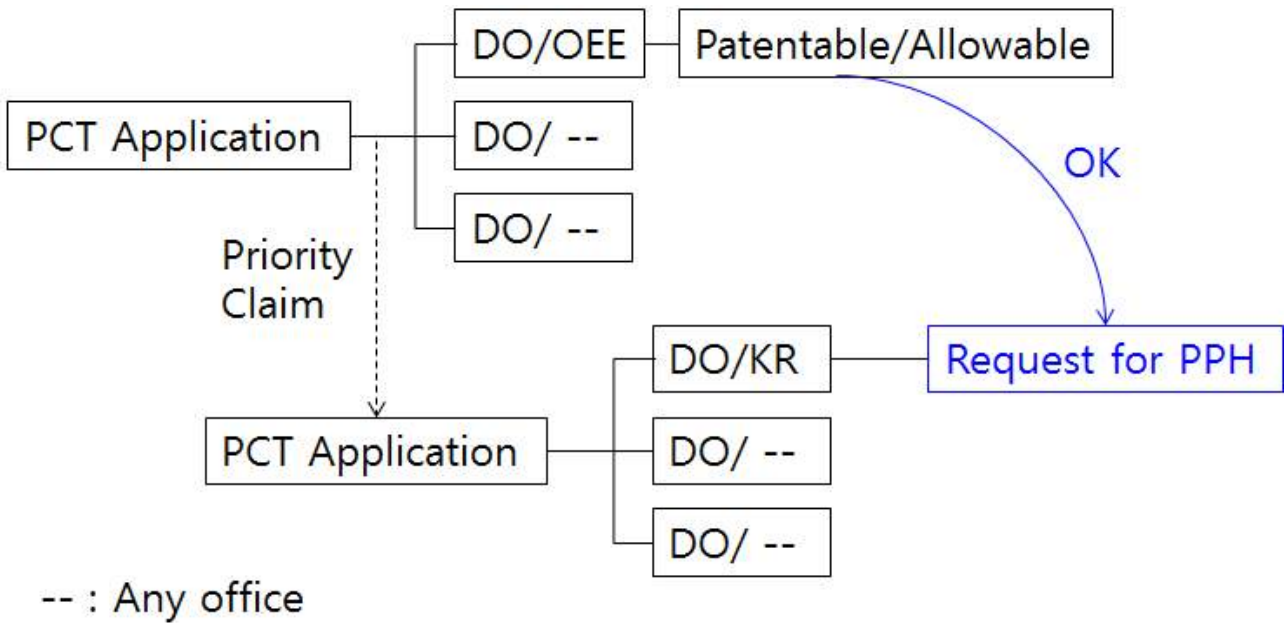 DO/OEE
Patentable/Allowable
PCT Application
DO/ --
OK
DO/ --
Priority
Claim
DO/KR
Request for PPH
PCT Application
DO/ --
DO/ --
-- : Any office